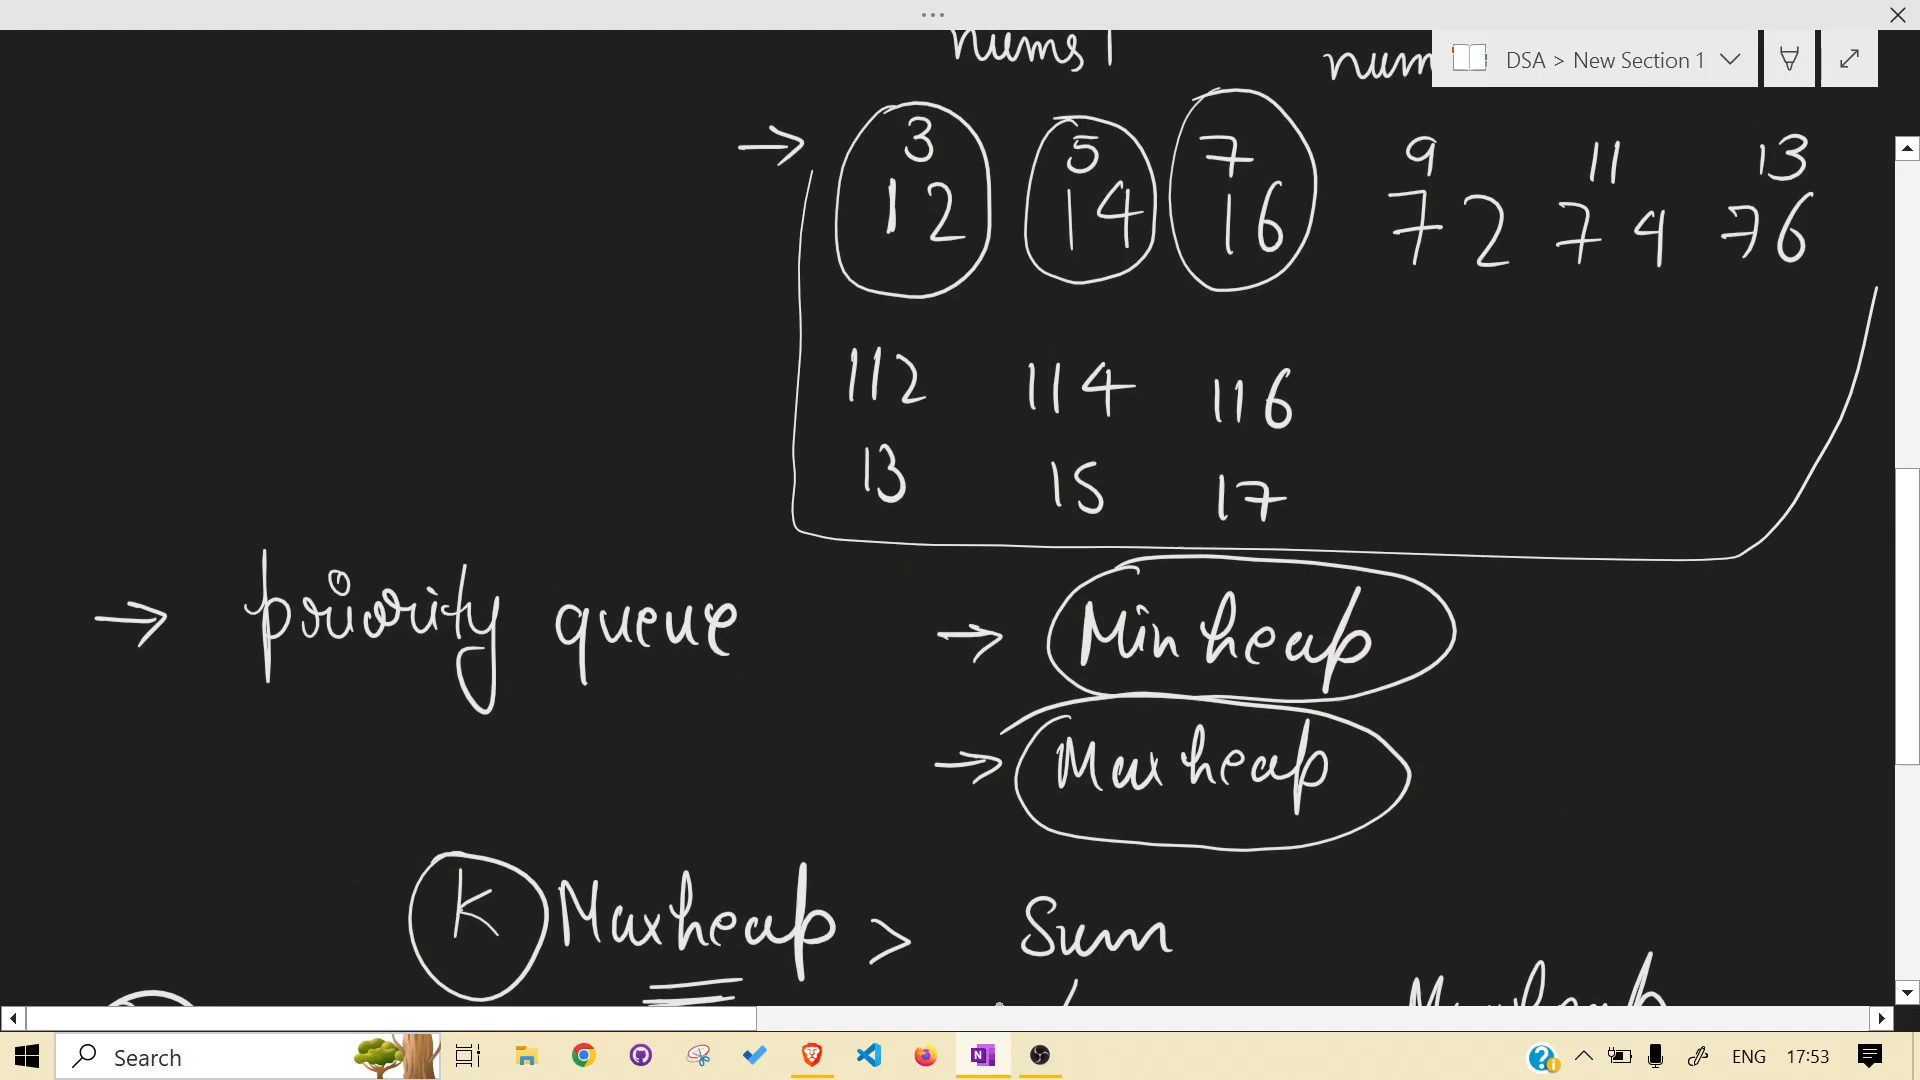 nums 1
num
DSA > New Section 1
→ 3 5 7 9 11 13
12 14 16 72 74 76
112 114 116
13 15 17
→ priority queue → Min heap
→ Max heap
K Maxheap > Sum
Search
ENG 17:53